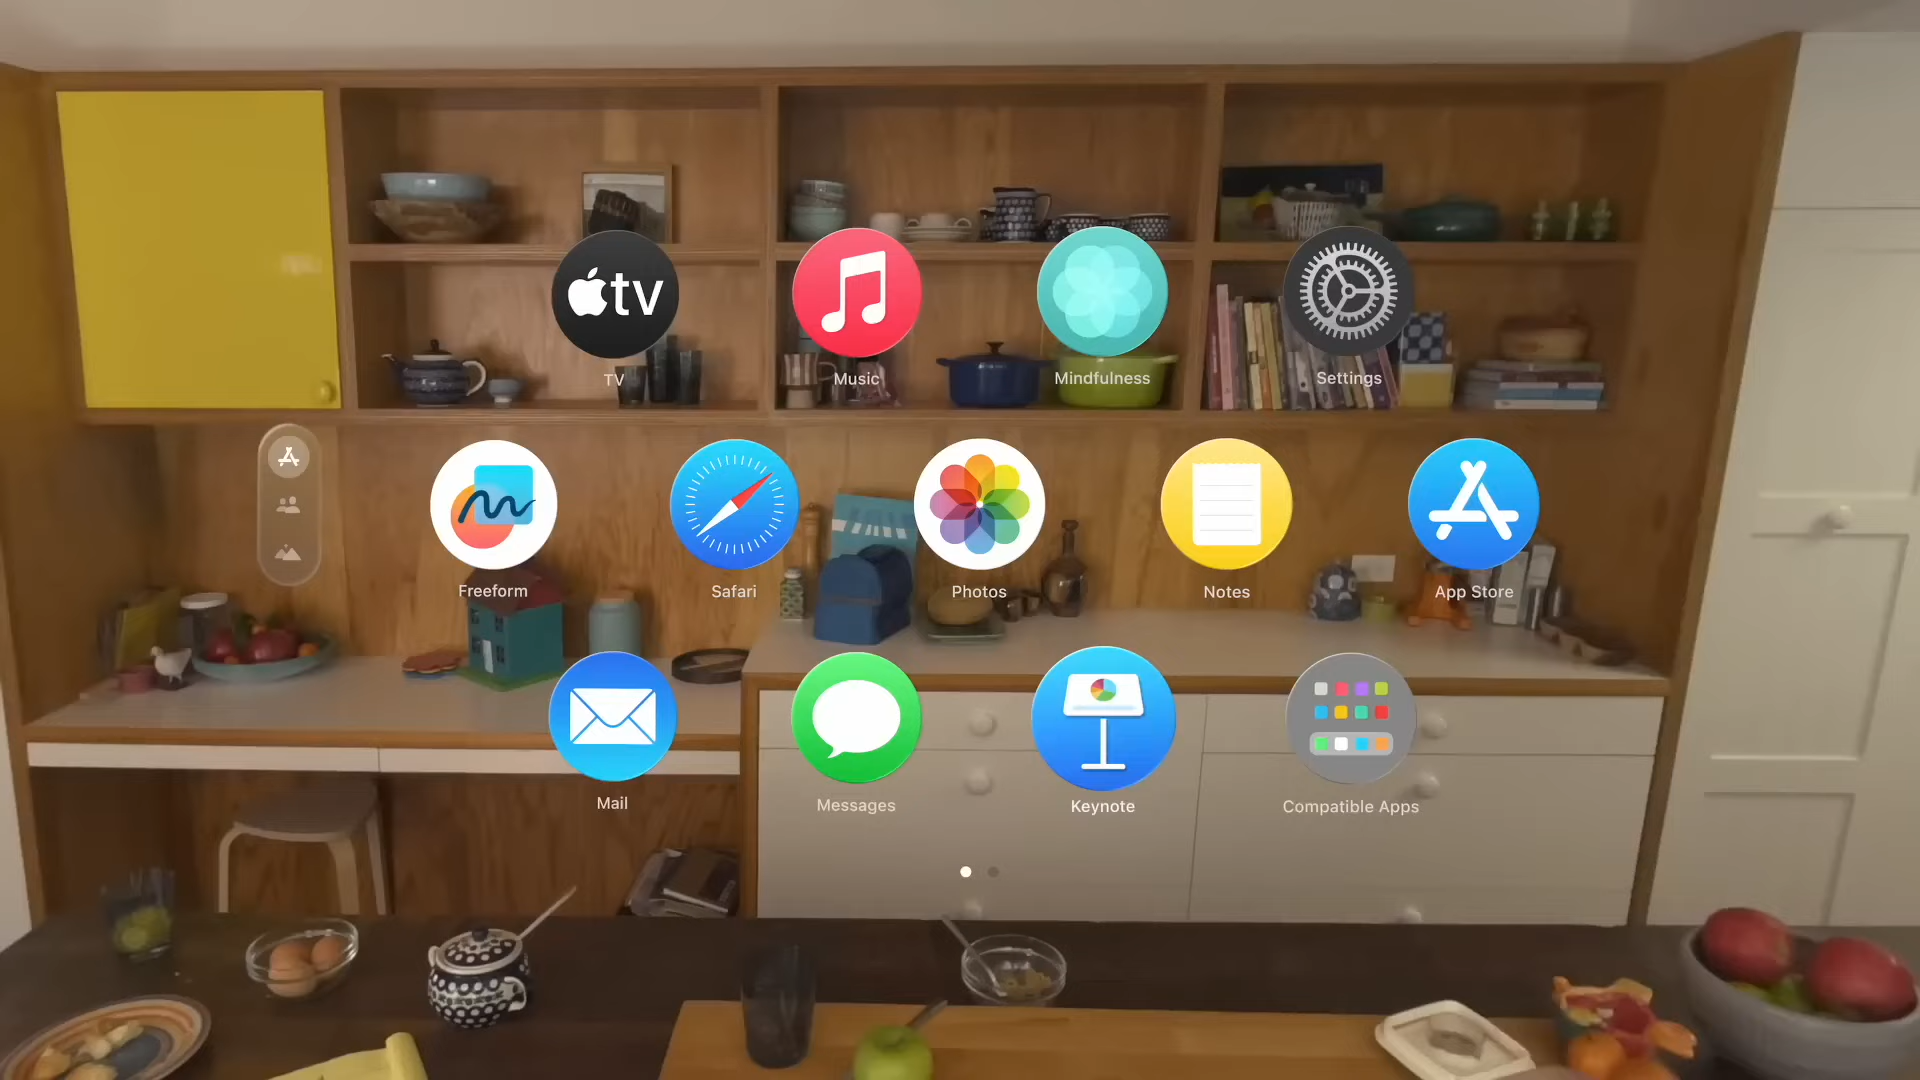 tv
TV
Music
Mindfulness
Settings
Freeform
Safari
Photos
Notes
App Store
Mail
Messages
Keynote
Compatible Apps